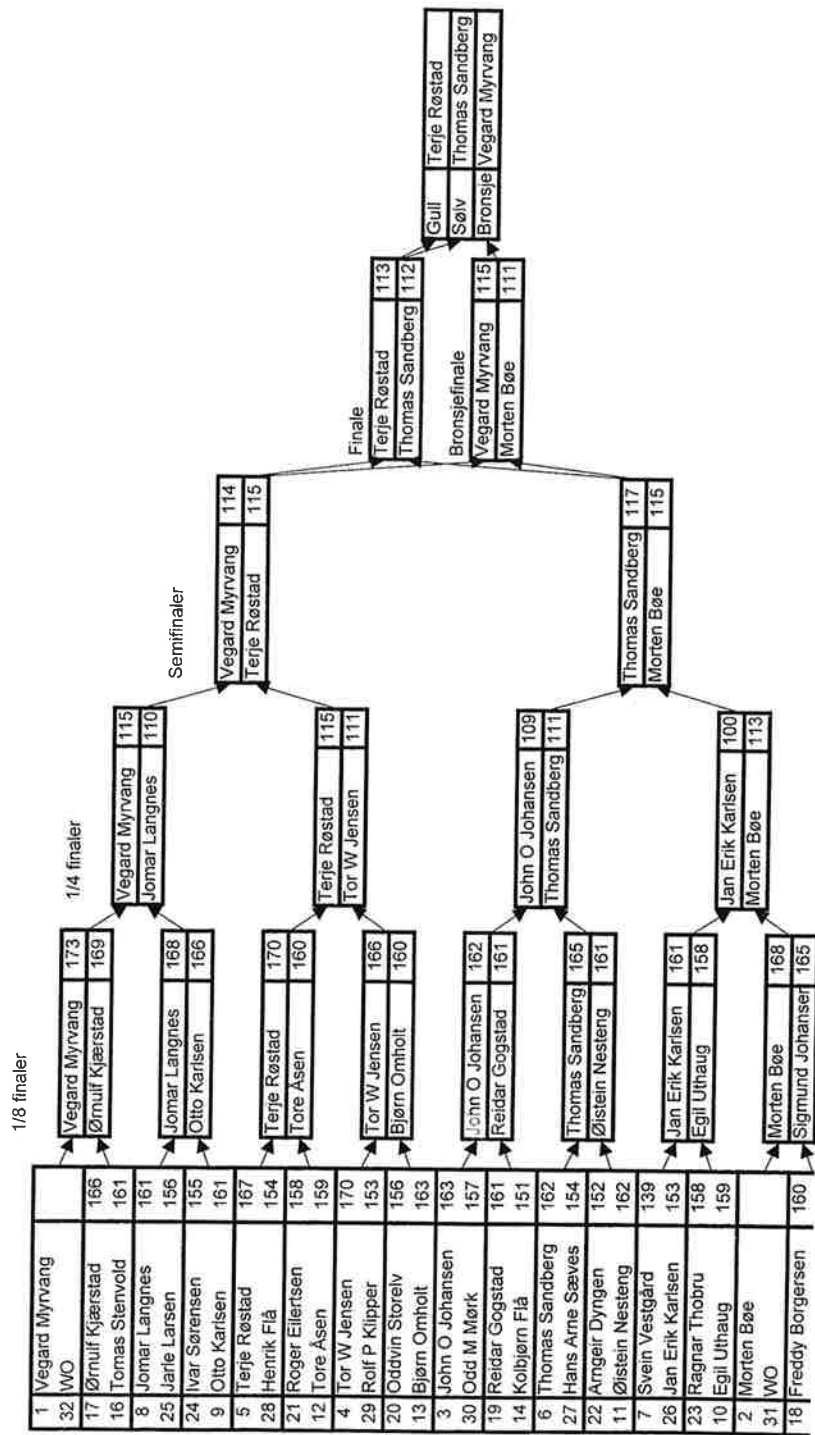 1 Vegard Myrvang
32 WO
17 Ørnulf Kjærstad 166
16 Tomas Stenvold 161
8 Jomar Langnes 161
25 Jarle Larsen 156
24 Ivar Sørensen 155
9 Otto Karlsen 161
5 Terje Røstad 167
28 Henrik Flå 154
21 Roger Eilertsen 158
12 Tore Åsen 159
4 Tor W Jensen 170
29 Rolf P Klipper 153
20 Oddvin Storelv 156
13 Bjørn Omholt 163
3 John O Johansen 163
30 Odd M Mørk 157
19 Reidar Gogstad 161
14 Kolbjørn Flå 151
6 Thomas Sandberg 162
27 Hans Arne Sæves 154
22 Arngeir Dyngen 152
11 Øistein Nesteng 162
7 Svein Vestgård 139
26 Jan Erik Karlsen 153
23 Ragnar Thobru 158
10 Egil Uthaug 159
2 Morten Bøe
31 WO
18 Freddy Borgersen 160
1/8 finaler
Vegard Myrvang 173
Ørnulf Kjærstad 169
Jomar Langnes 168
Otto Karlsen 166
Terje Røstad 170
Tore Åsen 160
Tor W Jensen 166
Bjørn Omholt 160
John O Johansen 162
Reidar Gogstad 161
Thomas Sandberg 165
Øistein Nesteng 161
Jan Erik Karlsen 161
Egil Uthaug 158
Morten Bøe 168
Sigmund Johansen 165
1/4 finaler
Vegard Myrvang 115
Jomar Langnes 110
Terje Røstad 115
Tor W Jensen 111
John O Johansen 109
Thomas Sandberg 111
Jan Erik Karlsen 100
Morten Bøe 113
Semifinaler
Vegard Myrvang 114
Terje Røstad 115
Thomas Sandberg 117
Morten Bøe 115
Finale
Terje Røstad 113
Thomas Sandberg 112
Bronsjefinale
Vegard Myrvang 115
Morten Bøe 111
Gull Terje Røstad
Sølv Thomas Sandberg
Bronsje Vegard Myrvang